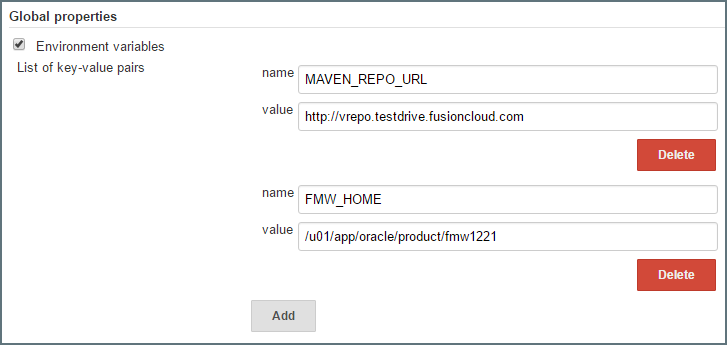 Global properties
Environment variables
List of key-value pairs
name MAVEN_REPO_URL
value http://vrepo.testdrive.fusioncloud.com
Delete
name FMW_HOME
value /u01/app/oracle/product/fmw1221
Delete
Add